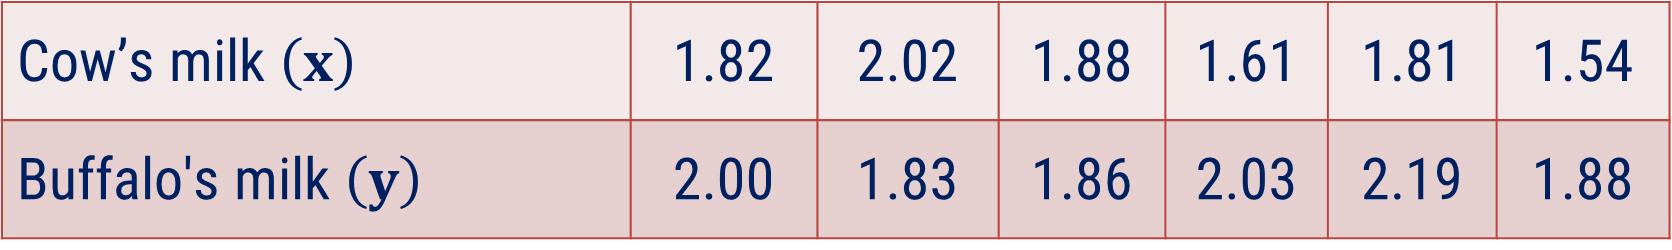 Cow’s milk (x) 1.82 2.02 1.88 1.61 1.81 1.54
Buffalo's milk (y) 2.00 1.83 1.86 2.03 2.19 1.88